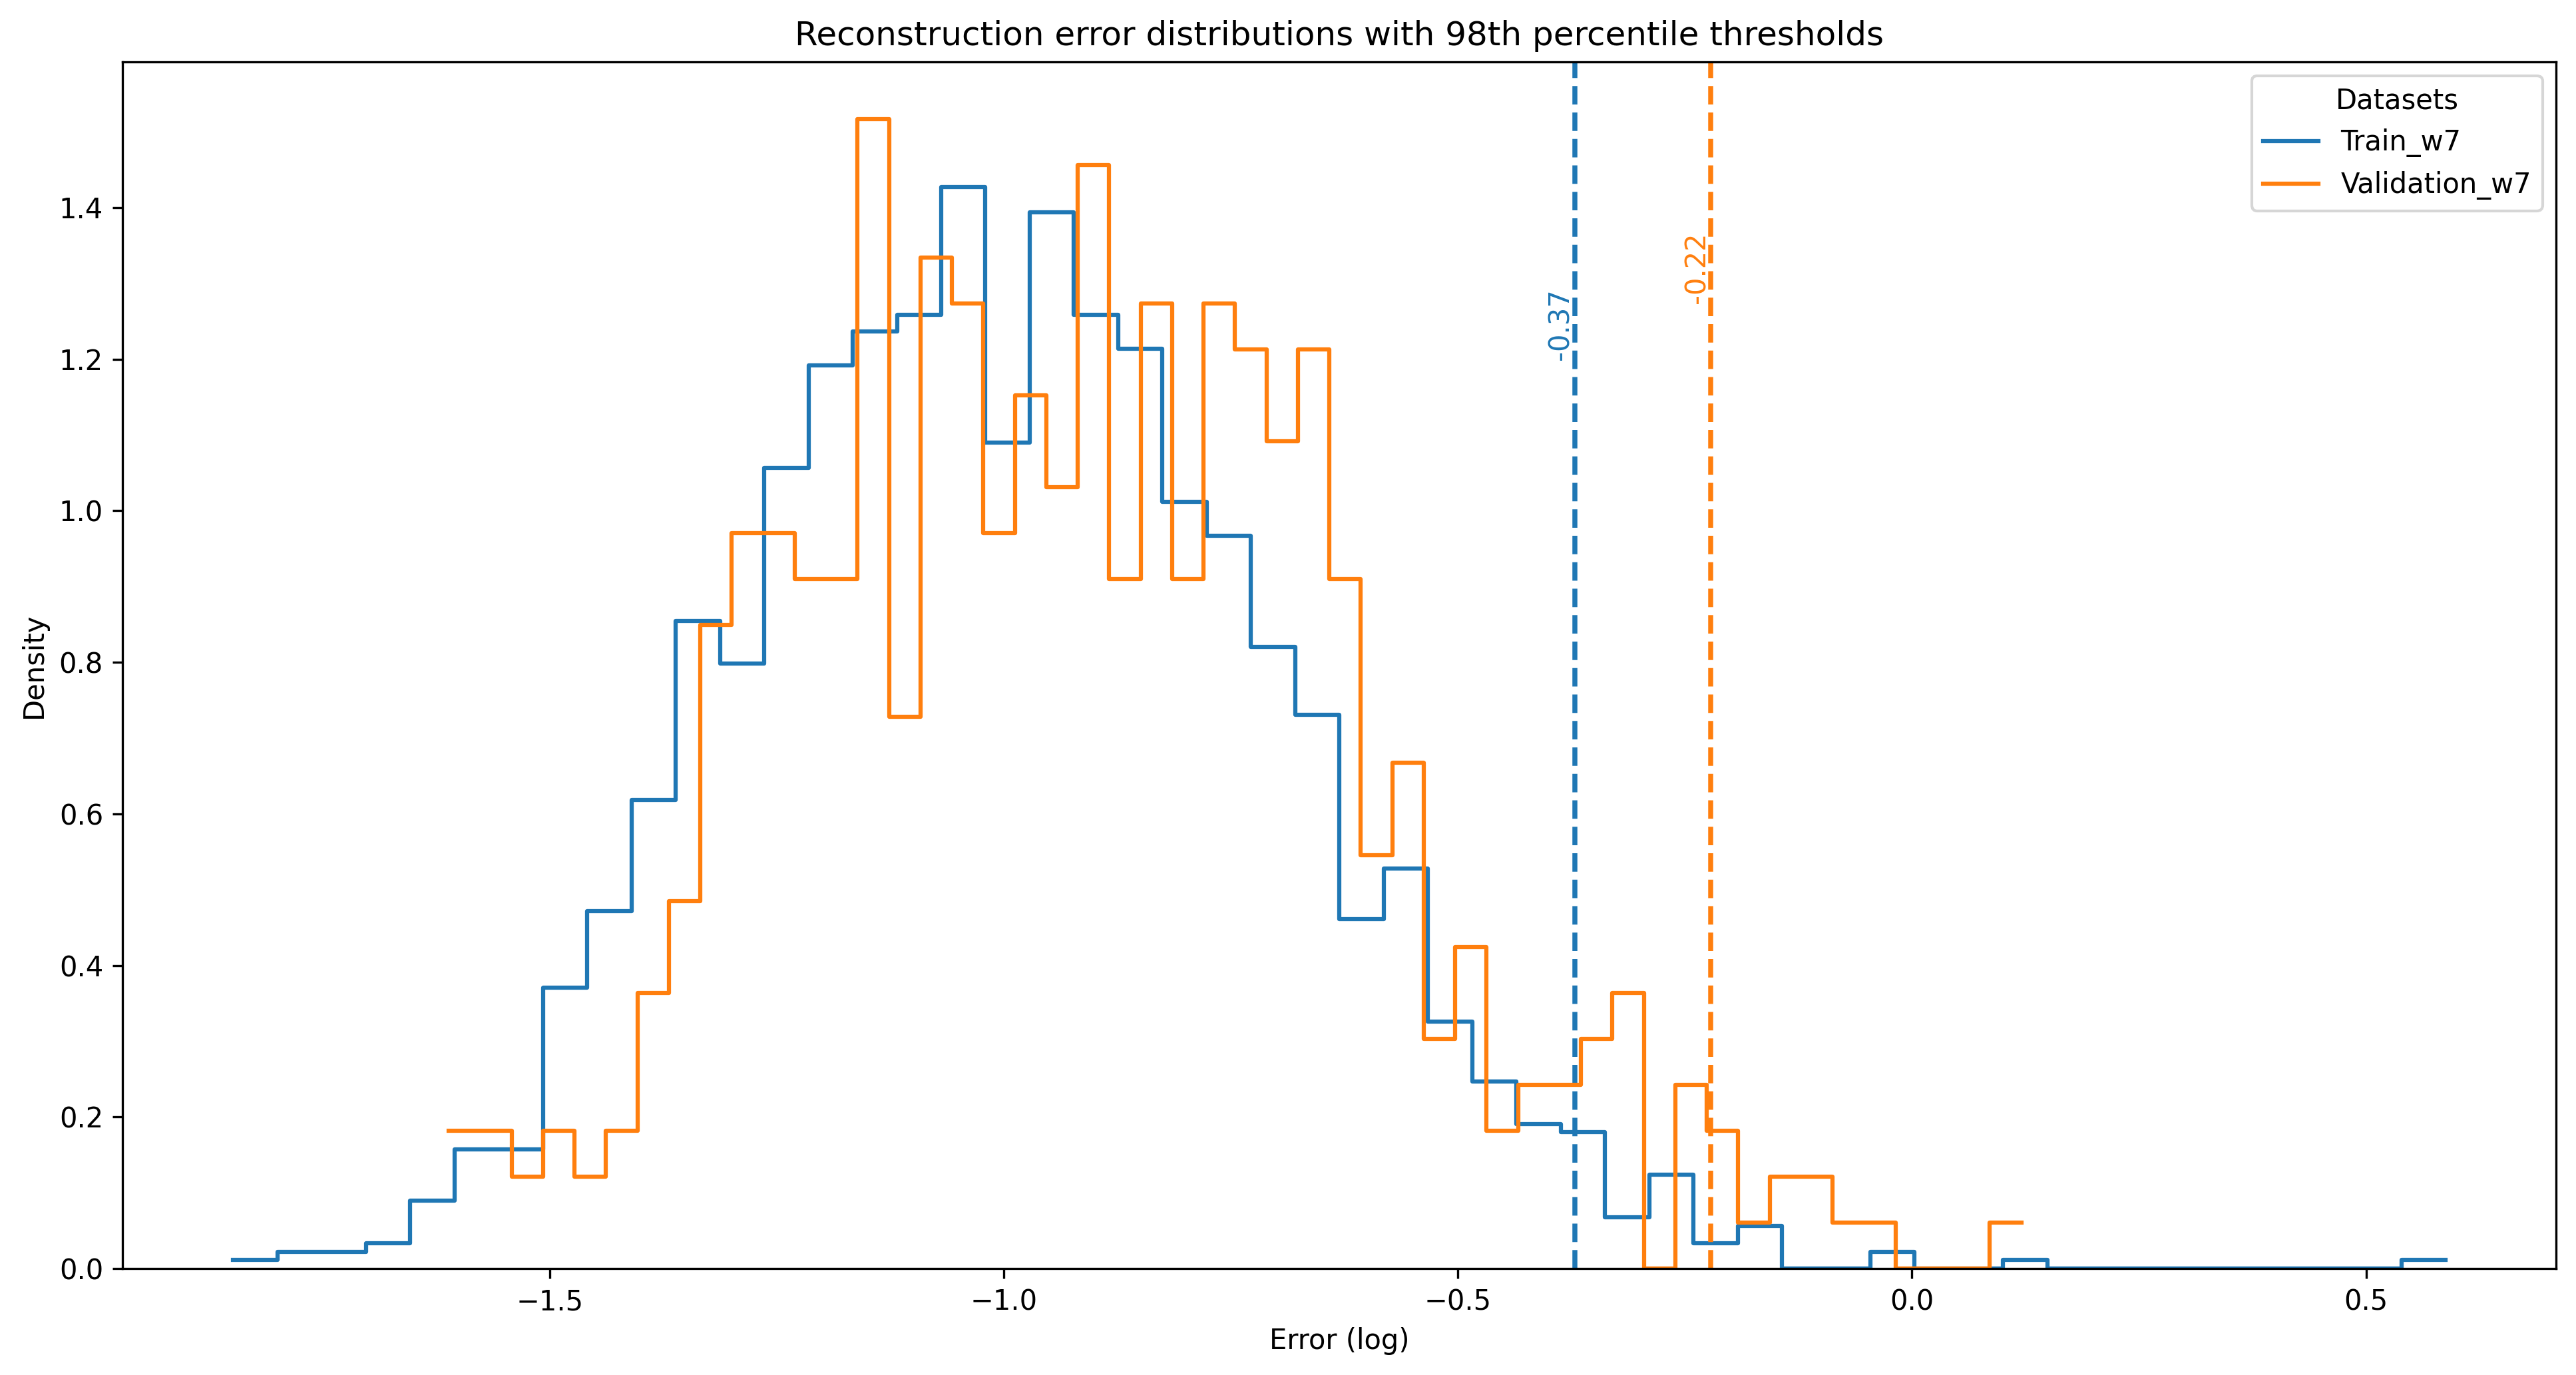 Reconstruction error distributions with 98th percentile thresholds
Datasets
Train_w7
Validation_w7
-0.37
-0.22
Density
1.4
1.2
1.0
0.8
0.6
0.4
0.2
0.0
−1.5
−1.0
−0.5
0.0
0.5
Error (log)